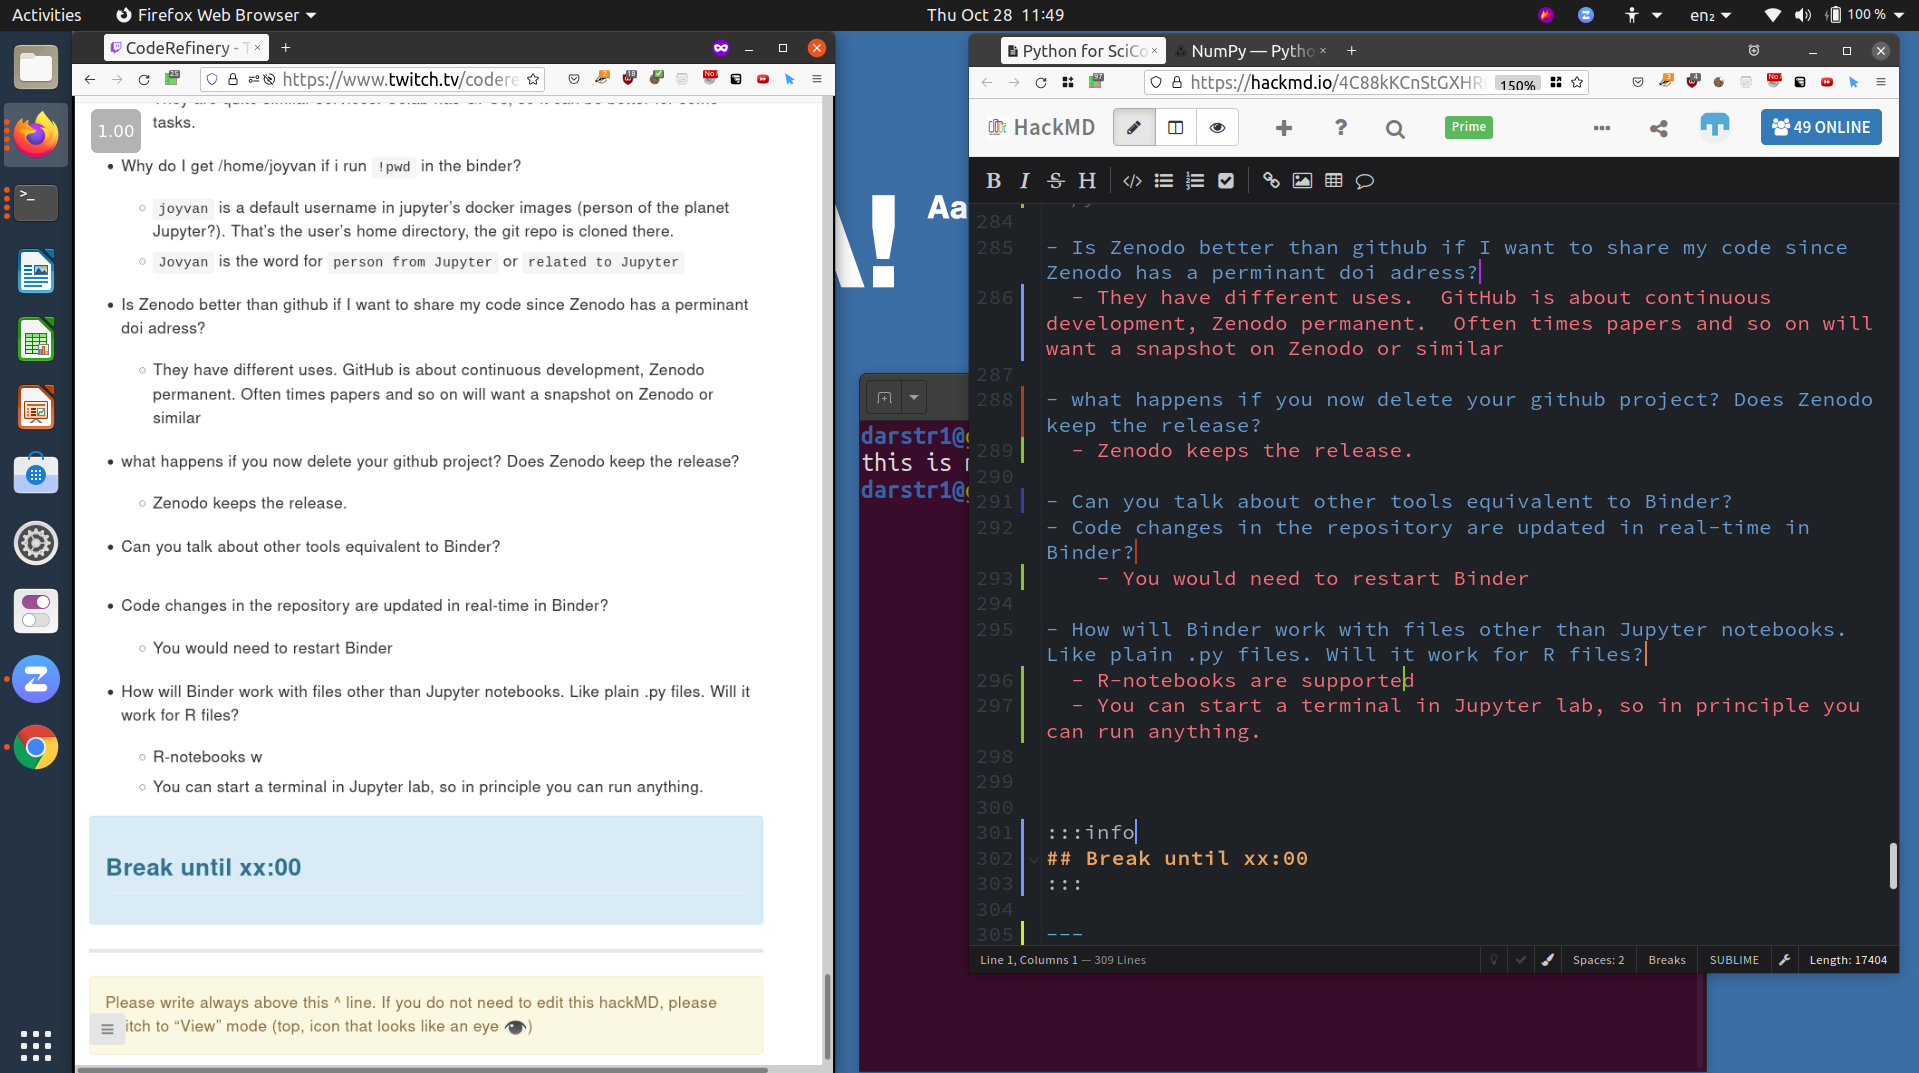 Activities
Firefox Web Browser
Thu Oct 28 11:49
en₂
100 %
CodeRefinery - T
https://www.twitch.tv/codere
tasks.
1.00
Why do I get /home/joyvan if i run !pwd in the binder?
joyvan is a default username in jupyter's docker images (person of the planet
Jupyter?). That's the user's home directory, the git repo is cloned there.
Jovyan is the word for person from Jupyter or related to Jupyter
Is Zenodo better than github if I want to share my code since Zenodo has a perminant
doi adress?
They have different uses. GitHub is about continuous development, Zenodo
permanent. Often times papers and so on will want a snapshot on Zenodo or
similar
what happens if you now delete your github project? Does Zenodo keep the release?
Zenodo keeps the release.
Can you talk about other tools equivalent to Binder?
Code changes in the repository are updated in real-time in Binder?
You would need to restart Binder
How will Binder work with files other than Jupyter notebooks. Like plain .py files. Will it
work for R files?
R-notebooks w
You can start a terminal in Jupyter lab, so in principle you can run anything.
Break until xx:00
Please write always above this ^ line. If you do not need to edit this hackMD, please
itch to “View” mode (top, icon that looks like an eye 👁)
A! Aa
darstr1@
this is
darstr1@
Python for SciCo
NumPy — Pytho
https://hackmd.io/4C88kKCnStGXHR
150%
HackMD
Prime
49 ONLINE
284
285 - Is Zenodo better than github if I want to share my code since
Zenodo has a perminant doi adress?
286 - They have different uses.  GitHub is about continuous
development, Zenodo permanent.  Often times papers and so on will
want a snapshot on Zenodo or similar
287
288 - what happens if you now delete your github project? Does Zenodo
keep the release?
289 - Zenodo keeps the release.
290
291 - Can you talk about other tools equivalent to Binder?
292 - Code changes in the repository are updated in real-time in
Binder?
293 - You would need to restart Binder
294
295 - How will Binder work with files other than Jupyter notebooks.
Like plain .py files. Will it work for R files?
296 - R-notebooks are supported
297 - You can start a terminal in Jupyter lab, so in principle you
can run anything.
298
299
300
301 :::info
302 ## Break until xx:00
303 :::
304
305 ---
Line 1, Columns 1 — 309 Lines
Spaces: 2
Breaks
SUBLIME
Length: 17404